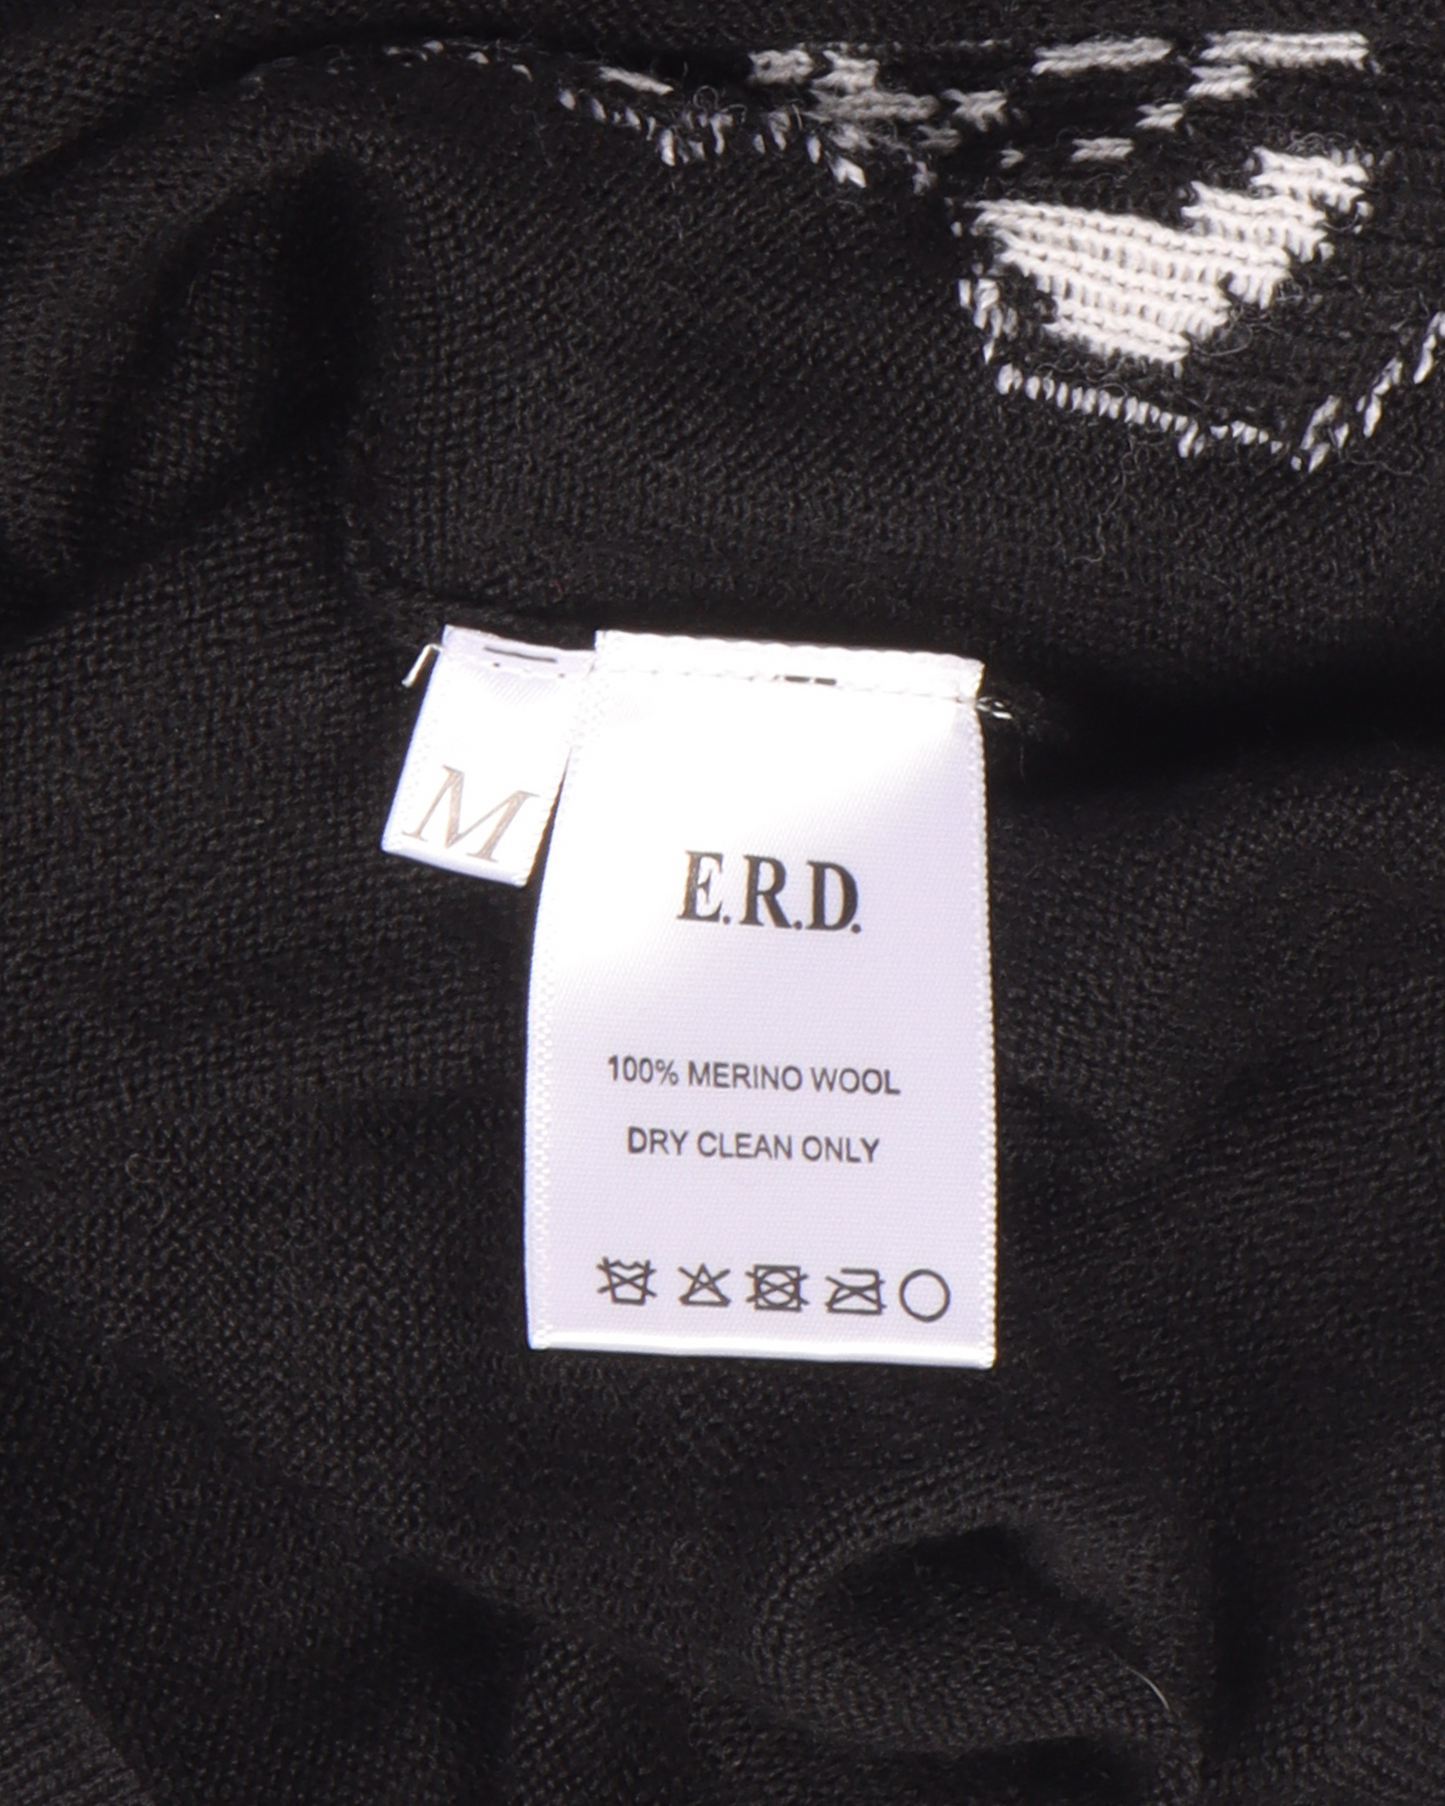 M
E.R.D.
100% MERINO WOOL
DRY CLEAN ONLY